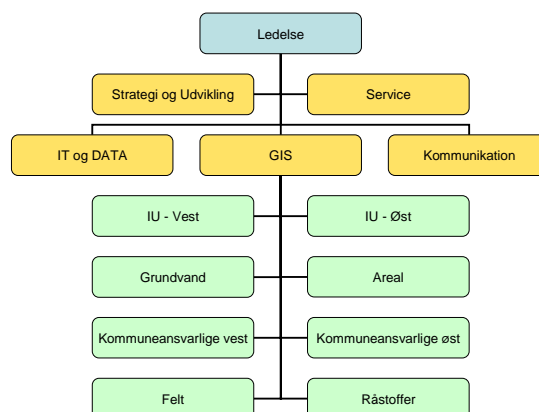 Ledelse
Strategi og Udvikling
Service
IT og DATA
GIS
Kommunikation
IU - Vest
IU - Øst
Grundvand
Areal
Kommuneansvarlige vest
Kommuneansvarlige øst
Felt
Råstoffer